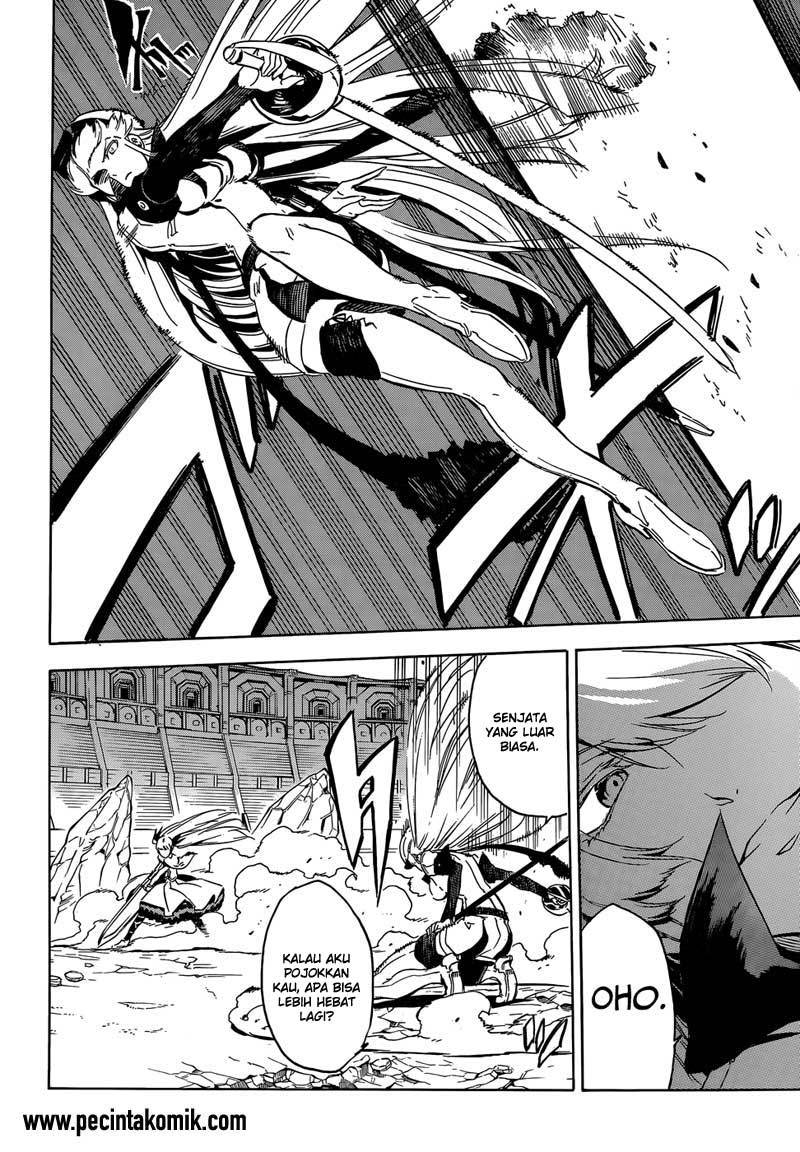 OHO.
SENJATA
YANG LUAR
BIASA.
KALAU AKU
POJOKKAN
KAU, APA BISA
LEBIH HEBAT
LAGI?
www.pecintakomik.com